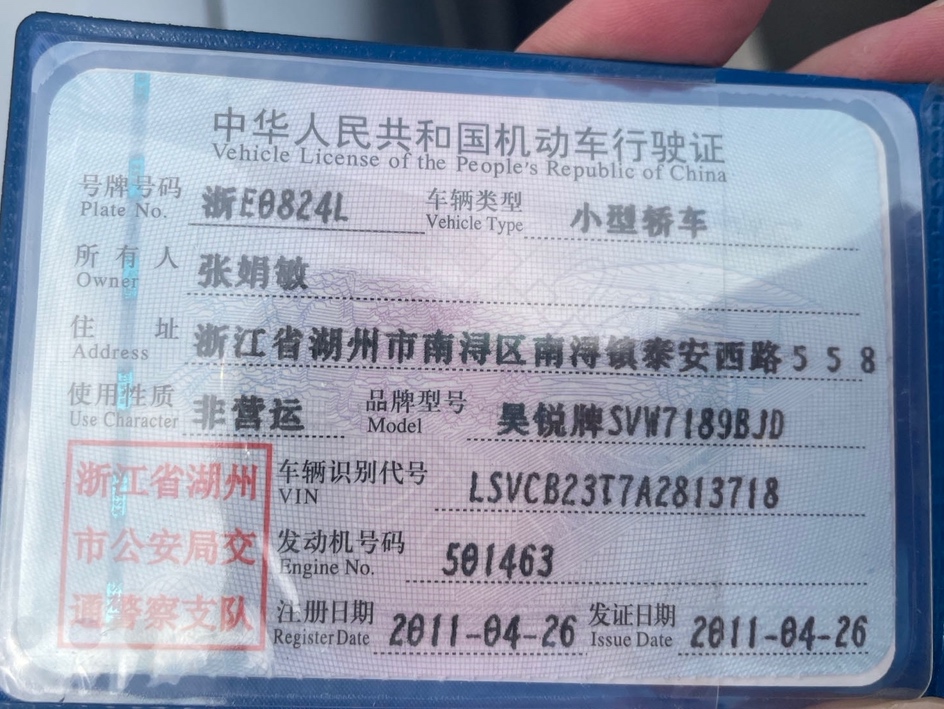 中华人民共和国机动车行驶证
Vehicle License of the People's Republic of China
号牌号码 浙E0824L 车辆类型 小型轿车
Plate No. Vehicle Type
所有人 张娟敏
Owner
住址 浙江省湖州市南浔区南浔镇泰安西路558
Address
使用性质 非营运 品牌型号 昊锐牌SVW7189BJD
Use Character Model
浙江省湖州 车辆识别代号 LSVCB23T7A2813718
VIN
市公安局交 发动机号码 501463
Engine No.
通警察支队 注册日期 2011-04-26 发证日期 2011-04-26
Register Date Issue Date